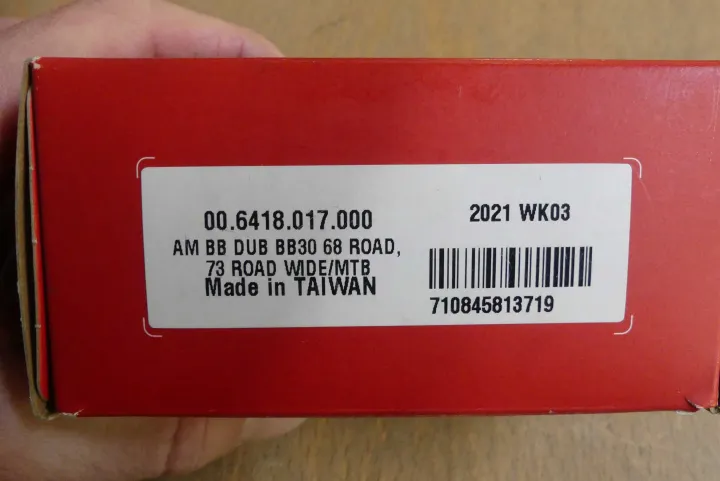 00.6418.017.000
AM BB DUB BB30 68 ROAD,
73 ROAD WIDE/MTB
Made in TAIWAN
2021 WK03
710845813719